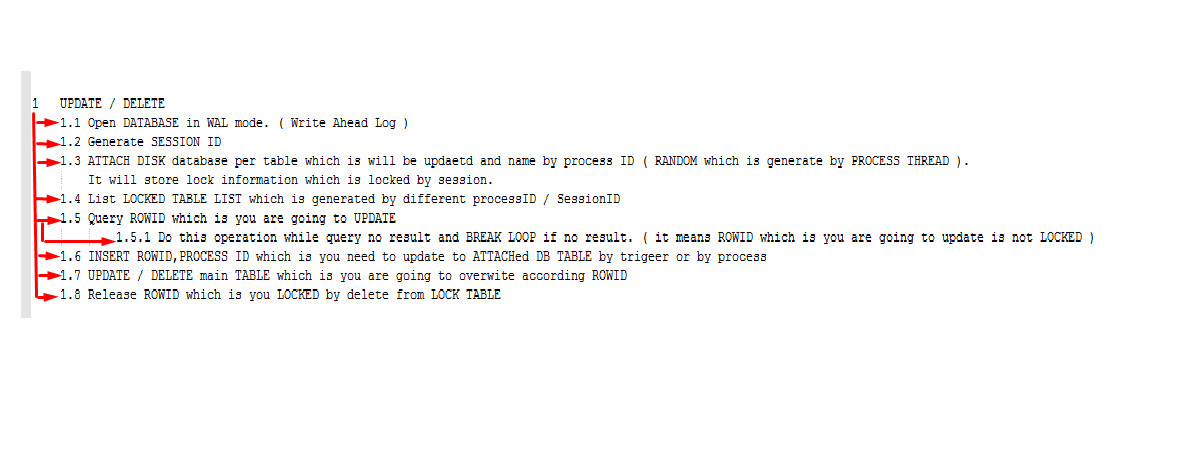 1 UPDATE / DELETE
1.1 Open DATABASE in WAL mode. ( Write Ahead Log )
1.2 Generate SESSION ID
1.3 ATTACH DISK database per table which is will be updaetd and name by process ID ( RANDOM which is generate by PROCESS THREAD ).
It will store lock information which is locked by session.
1.4 List LOCKED TABLE LIST which is generated by different processID / SessionID
1.5 Query ROWID which is you are going to UPDATE
1.5.1 Do this operation while query no result and BREAK LOOP if no result. ( it means ROWID which is you are going to update is not LOCKED )
1.6 INSERT ROWID,PROCESS ID which is you need to update to ATTACHed DB TABLE by trigeer or by process
1.7 UPDATE / DELETE main TABLE which is you are going to overwite according ROWID
1.8 Release ROWID which is you LOCKED by delete from LOCK TABLE